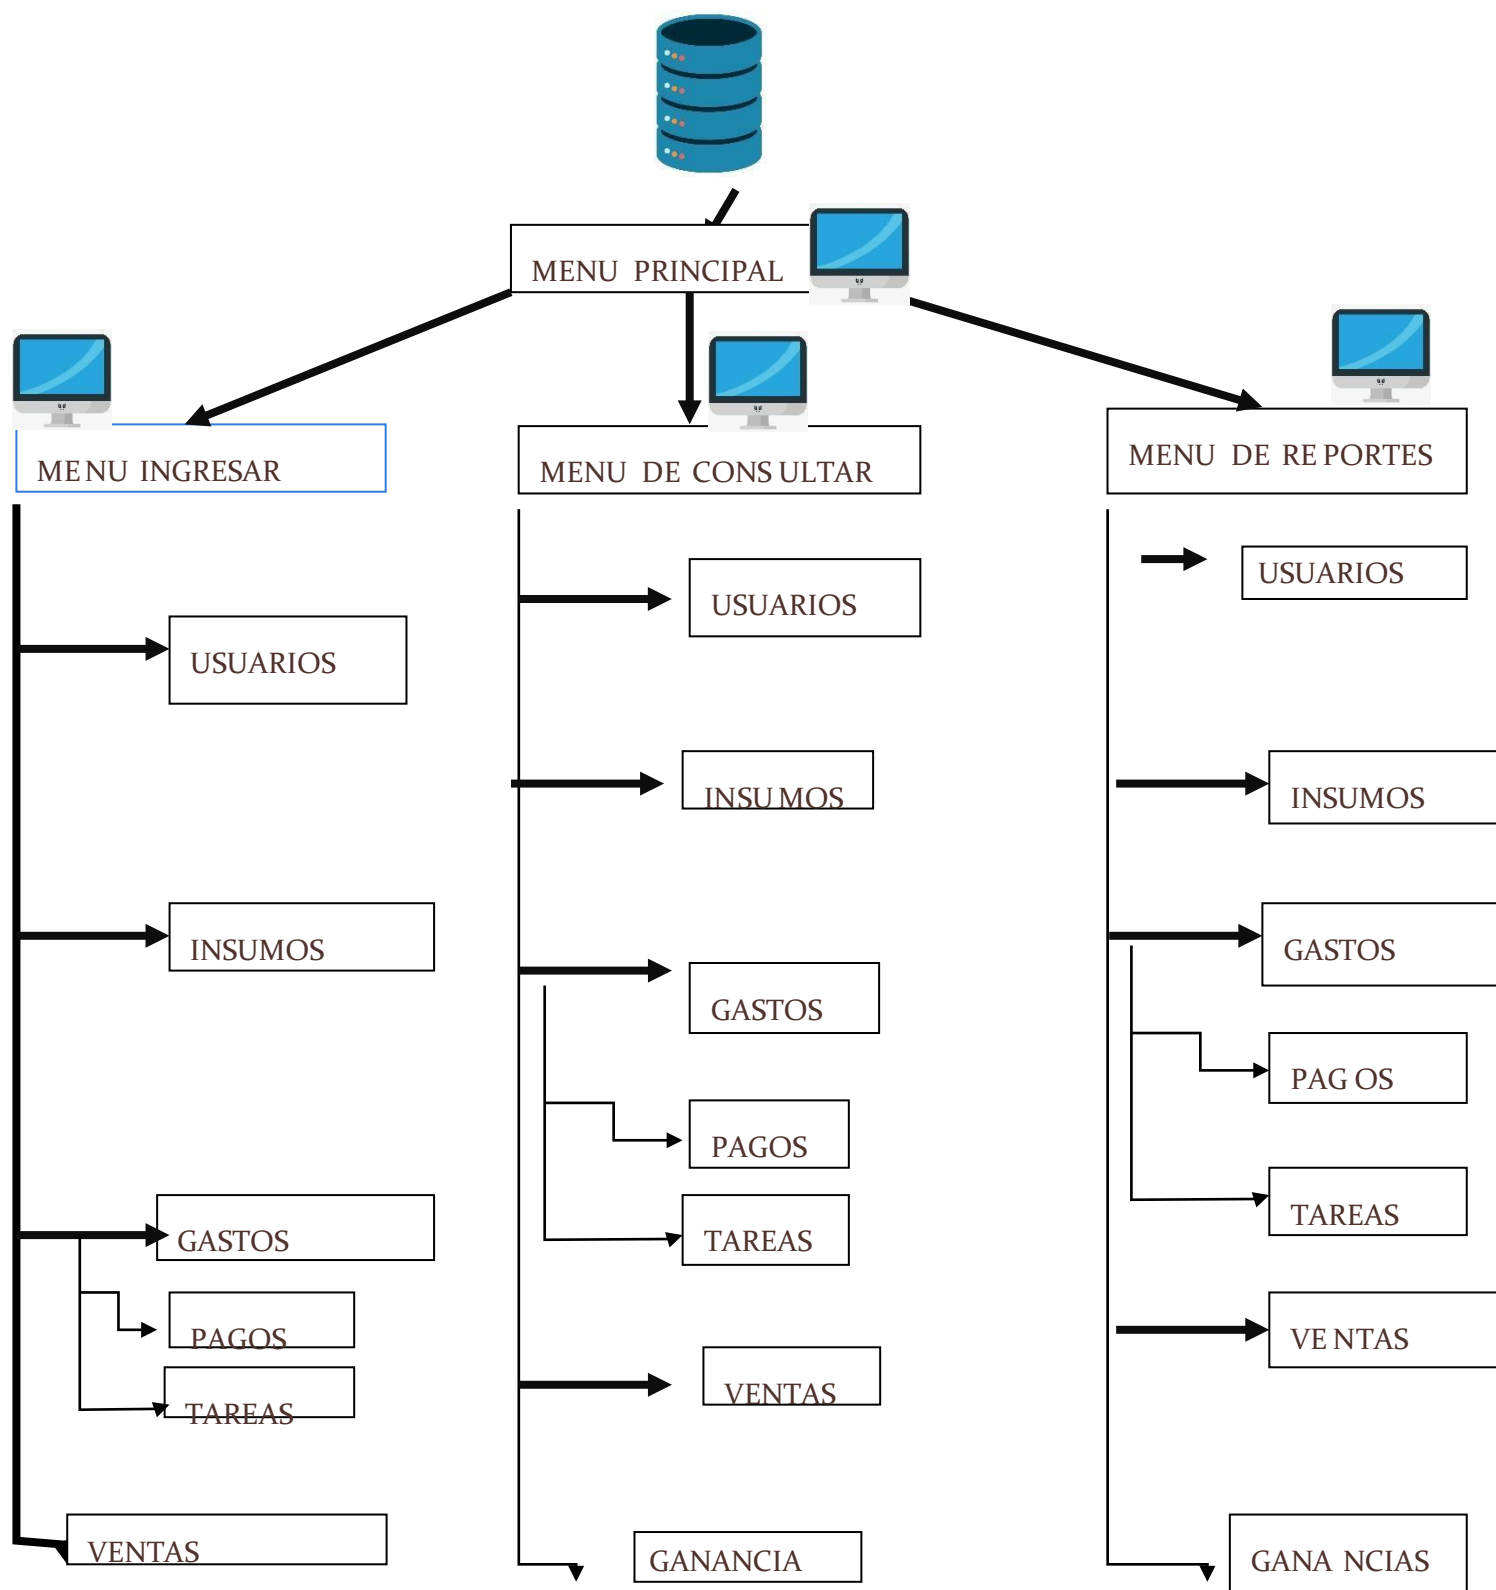 MENU PRINCIPAL
MENU INGRESAR
MENU DE CONSULTAR
MENU DE REPORTES
USUARIOS
INSUMOS
GASTOS
PAGOS
TAREAS
VENTAS
USUARIOS
INSUMOS
GASTOS
PAGOS
TAREAS
VENTAS
GANANCIA
USUARIOS
INSUMOS
GASTOS
PAGOS
TAREAS
VENTAS
GANANCIAS